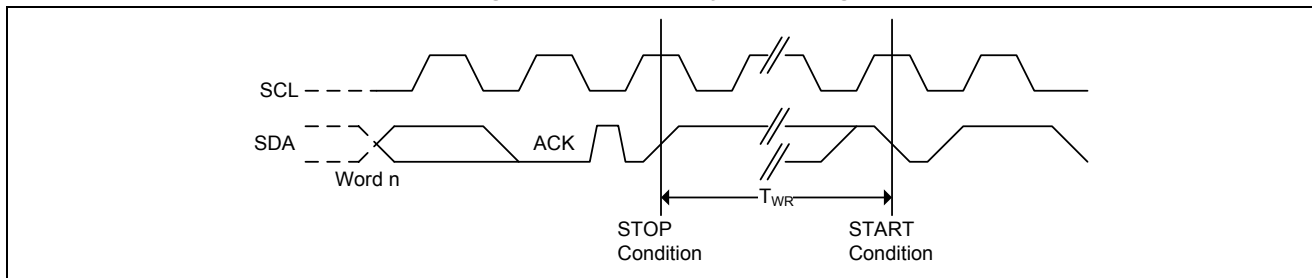 SCL
SDA
ACK
Word n
TWR
STOP
Condition
START
Condition